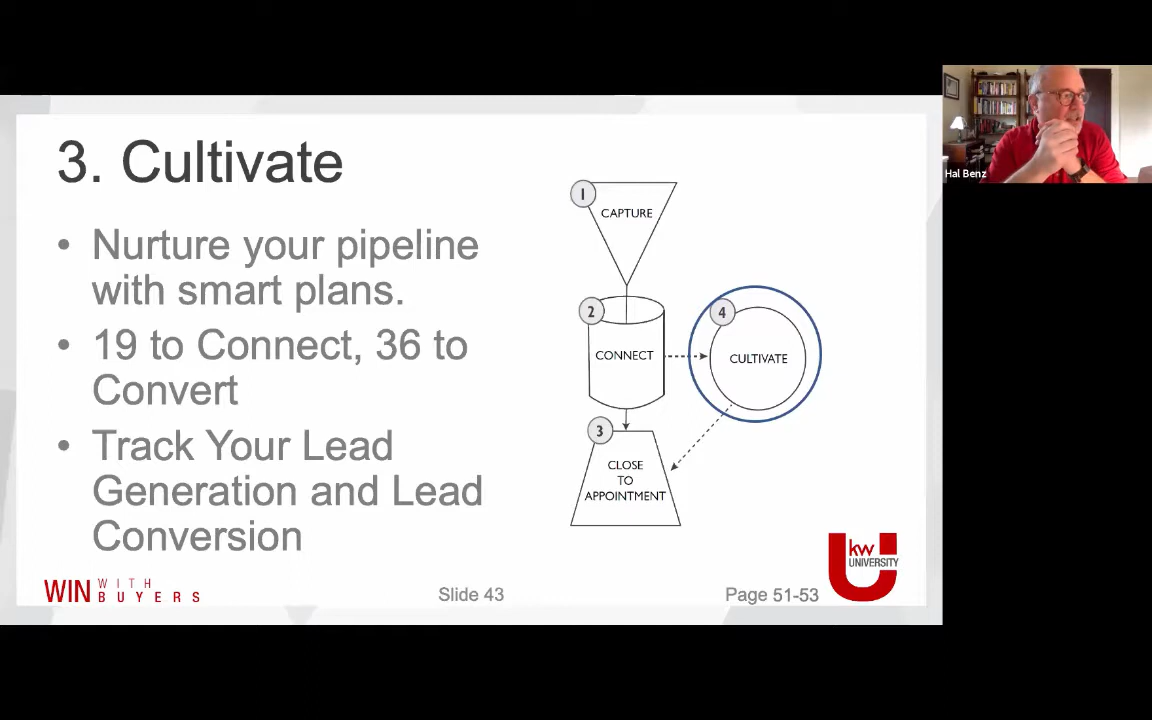 3. Cultivate
• Nurture your pipeline
with smart plans.
• 19 to Connect, 36 to
Convert
• Track Your Lead
Generation and Lead
Conversion
1
CAPTURE
2
CONNECT
4
CULTIVATE
3
CLOSE
TO
APPOINTMENT
WIN WITH
BUYERS
Slide 43
Page 51-53
kw
UNIVERSITY
Hal Benz